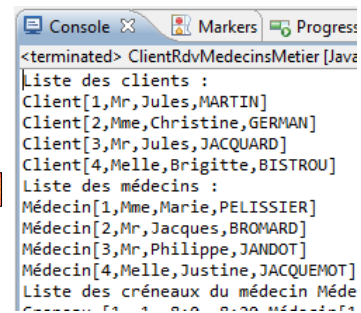 Console Markers Progress
<terminated> ClientRdvMedecinsMetier [Java
Liste des clients :
Client[1,Mr,Jules,MARTIN]
Client[2,Mme,Christine,GERMAN]
Client[3,Mr,Jules,JACQUARD]
Client[4,Melle,Brigitte,BISTROU]
Liste des médecins :
Médecin[1,Mme,Marie,PELISSIER]
Médecin[2,Mr,Jacques,BROMARD]
Médecin[3,Mr,Philippe,JANDOT]
Médecin[4,Melle,Justine,JACQUEMOT]
Liste des créneaux du médecin Méde